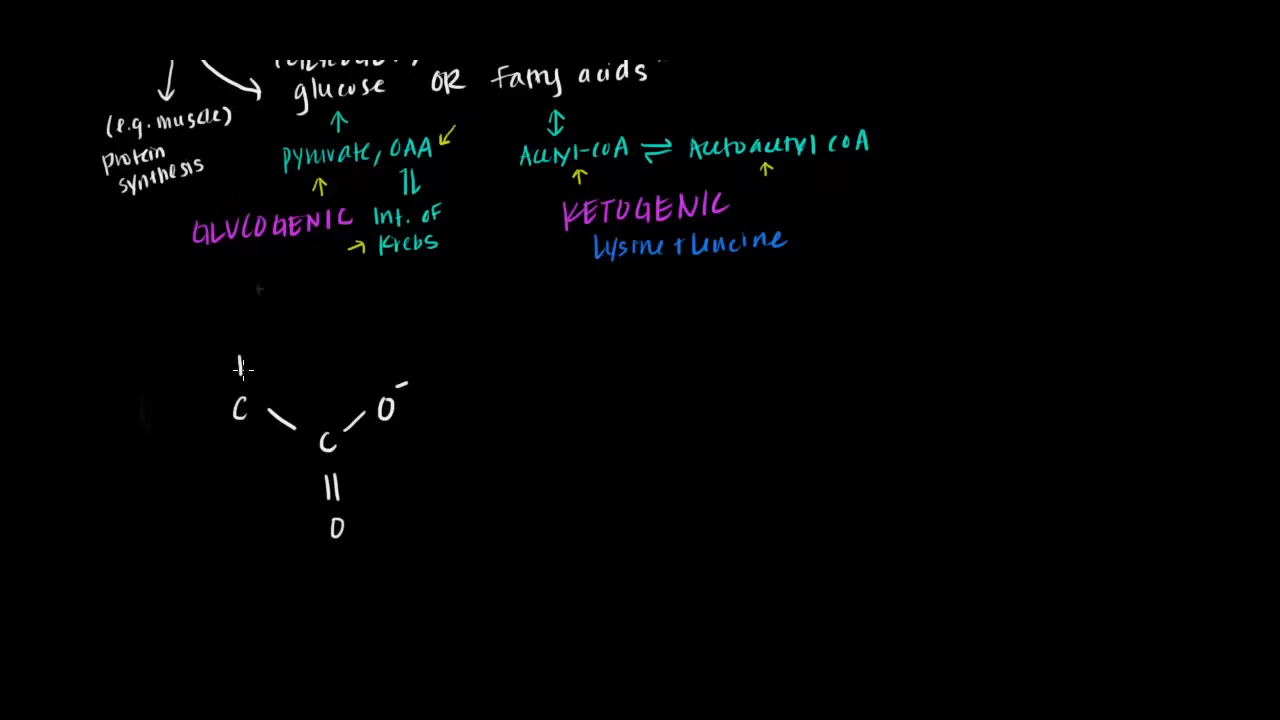 glucose OR Fatty acids
(e.g. muscle)
protein
synthesis
Pyruvate, OAA
Acetyl-CoA ⇌ Acetoacetyl CoA
GLUCOGENIC
Int. of
Krebs
KETOGENIC
Lysine + Leucine
C
C
O⁻
O